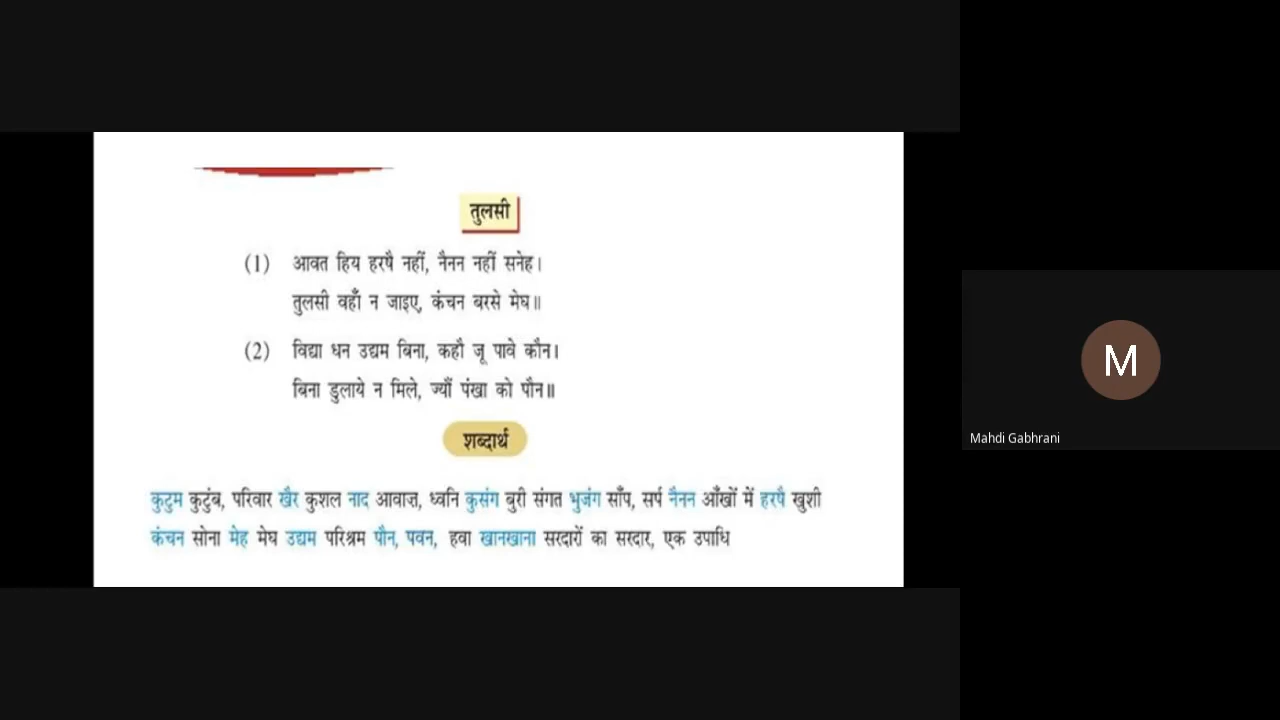 तुलसी
(1) आवत हिय हरषै नहीं, नैनन नहीं सनेह।
तुलसी वहाँ न जाइए, कंचन बरसे मेघ॥
(2) विद्या धन उद्यम बिना, कहौ जू पावे कौन।
बिना डुलाये न मिले, ज्यौं पंखा को पौन॥
शब्दार्थ
कुटुम कुटुंब, परिवार खैर कुशल नाद आवाज, ध्वनि कुसंग बुरी संगत भुजंग साँप, सर्प नैनन आँखों में हरषै खुशी
कंचन सोना मेह मेघ उद्यम परिश्रम पौन, पवन, हवा खानखाना सरदारों का सरदार, एक उपाधि
M
Mahdi Gabhrani